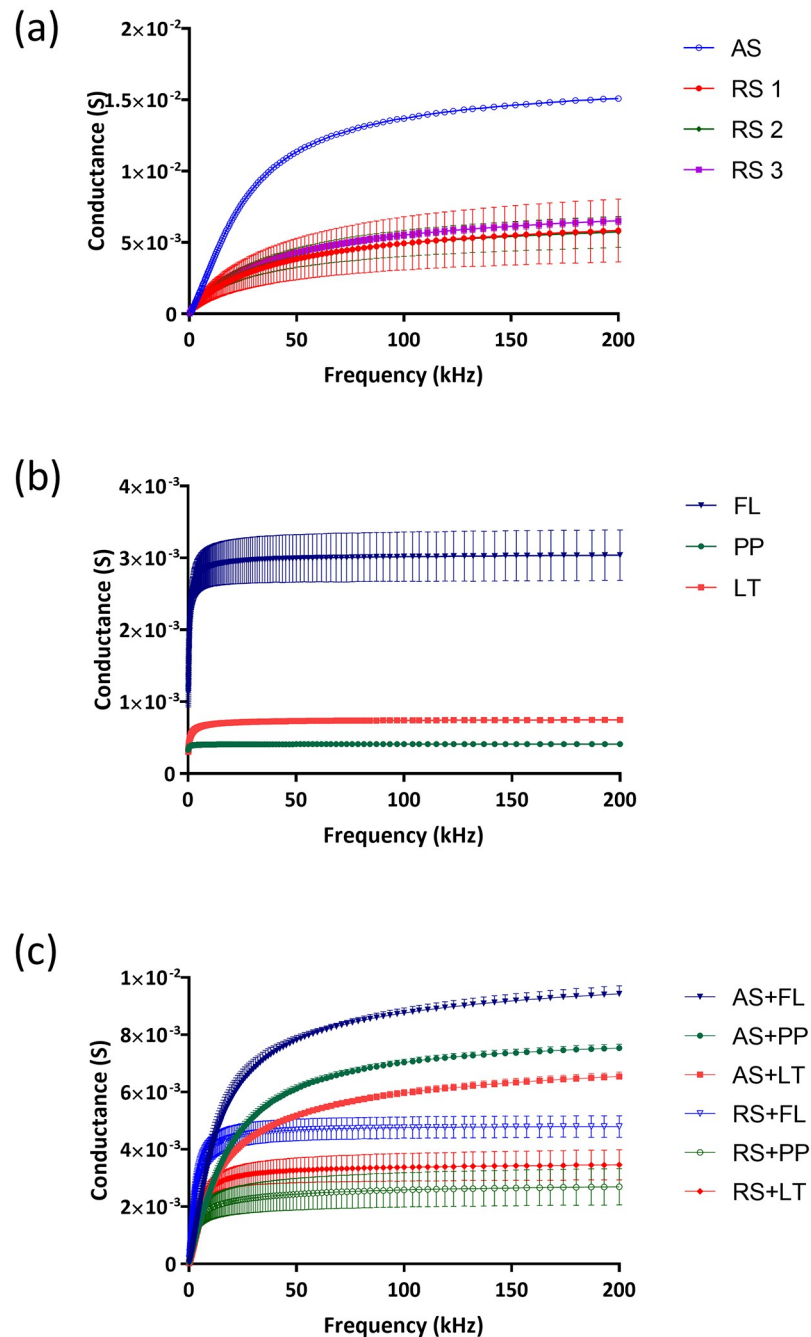 (a)
2×10⁻²
1.5×10⁻²
1×10⁻²
5×10⁻³
0
Conductance (S)
0 50 100 150 200
Frequency (kHz)
AS
RS 1
RS 2
RS 3
(b)
4×10⁻³
3×10⁻³
2×10⁻³
1×10⁻³
0
Conductance (S)
0 50 100 150 200
Frequency (kHz)
FL
PP
LT
(c)
1×10⁻²
8×10⁻³
6×10⁻³
4×10⁻³
2×10⁻³
0
Conductance (S)
0 50 100 150 200
Frequency (kHz)
AS+FL
AS+PP
AS+LT
RS+FL
RS+PP
RS+LT